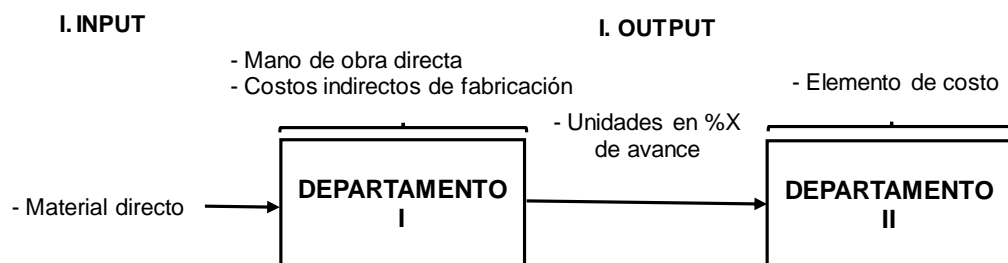 I. INPUT
I. OUTPUT
- Mano de obra directa
- Costos indirectos de fabricación
- Elemento de costo
- Unidades en %X
de avance
- Material directo
DEPARTAMENTO
I
DEPARTAMENTO
II